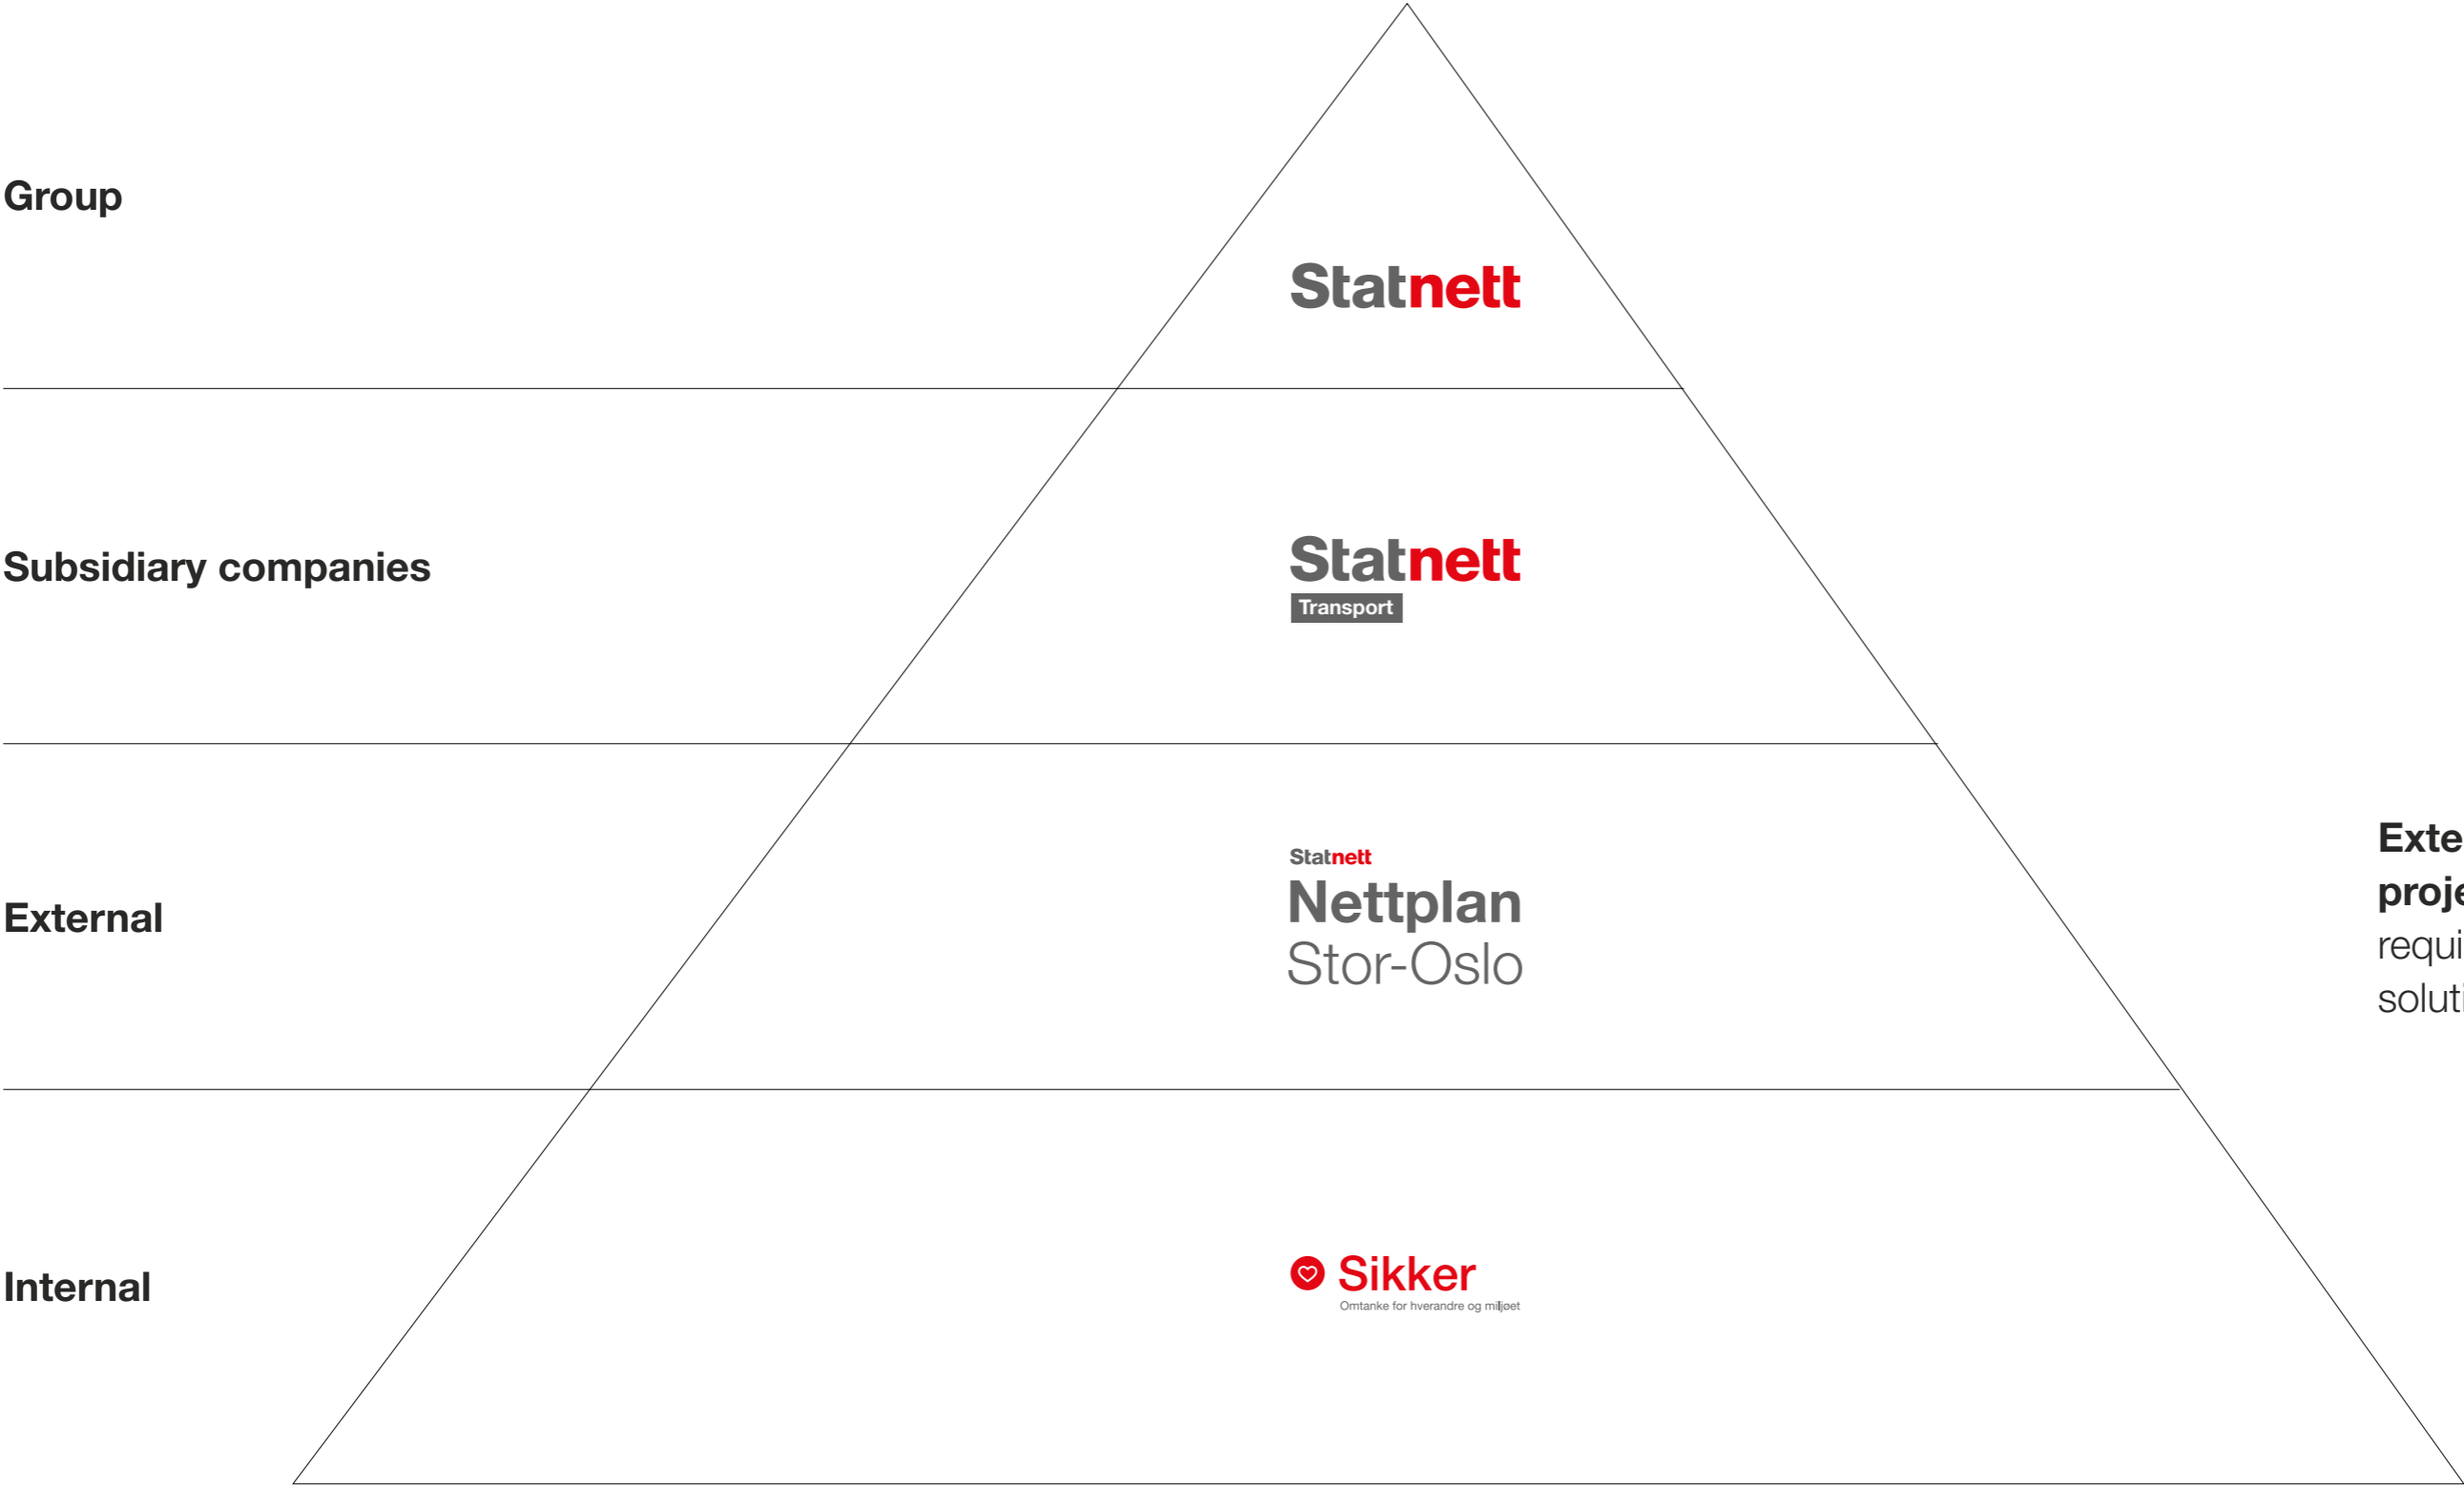 Group
Statnett
Subsidiary companies
Statnett
Transport
External
Statnett
Nettplan
Stor-Oslo
Internal
Sikker
Omtanke for hverandre og miljøet